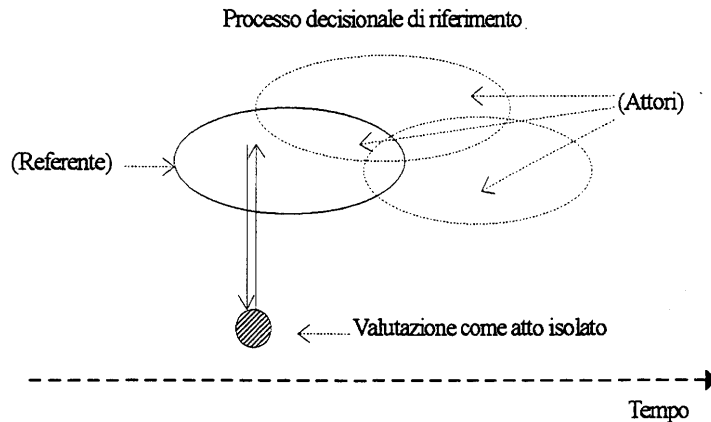 Processo decisionale di riferimento
(Attori)
(Referente)
Valutazione come atto isolato
Tempo